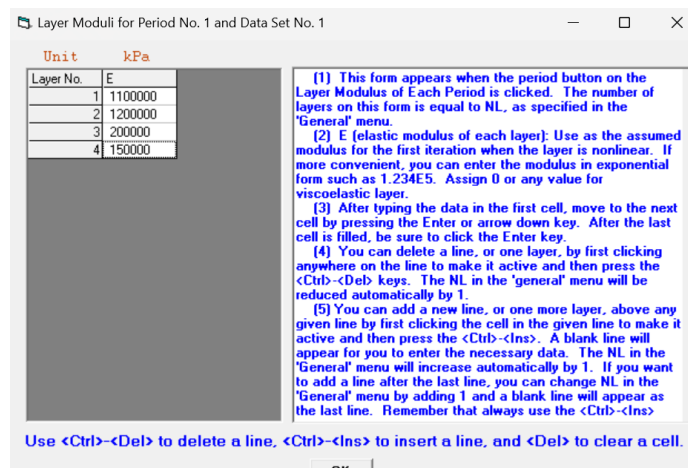 Layer Moduli for Period No. 1 and Data Set No. 1
Unit kPa
Layer No. E
1 1100000
2 1200000
3 200000
4 150000
(1) This form appears when the period button on the
Layer Modulus of Each Period is clicked. The number of
layers on this form is equal to NL, as specified in the
'General' menu.
(2) E (elastic modulus of each layer): Use as the assumed
modulus for the first iteration when the layer is nonlinear. If
more convenient, you can enter the modulus in exponential
form such as 1.234E5. Assign 0 or any value for
viscoelastic layer.
(3) After typing the data in the first cell, move to the next
cell by pressing the Enter or arrow down key. After the last
cell is filled, be sure to click the Enter key.
(4) You can delete a line, or one layer, by first clicking
anywhere on the line to make it active and then press the
<Ctrl>-<Del> keys. The NL in the 'general' menu will be
reduced automatically by 1.
(5) You can add a new line, or one more layer, above any
given line by first clicking the cell in the given line to make it
active and then press the <Ctrl>-<Ins>. A blank line will
appear for you to enter the necessary data. The NL in the
'General' menu will increase automatically by 1. If you want
to add a line after the last line, you can change NL in the
'General' menu by adding 1 and a blank line will appear as
the last line. Remember that always use the <Ctrl>-<Ins>
Use <Ctrl>-<Del> to delete a line, <Ctrl>-<Ins> to insert a line, and <Del> to clear a cell.
OK